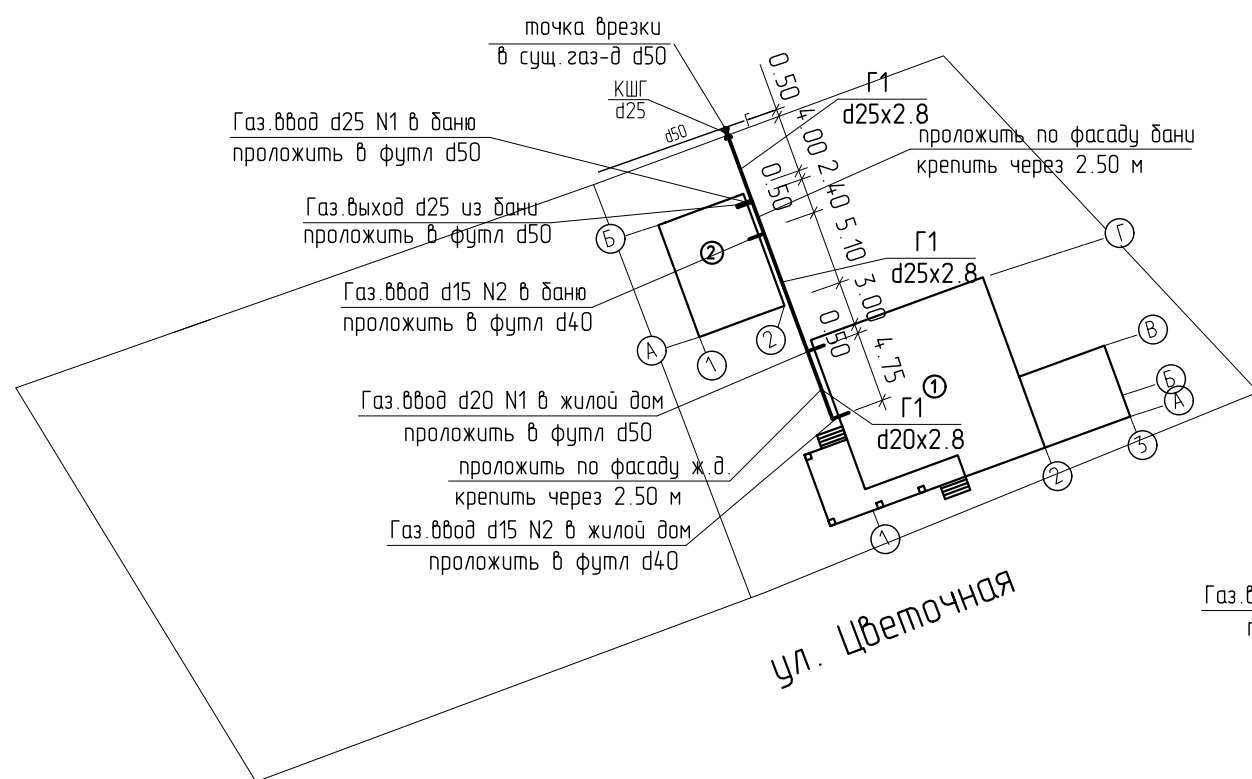 точка врезки
в сущ.газ-д d50
КШГ
d25
d50
Г
Г1
d25x2.8
Газ.ввод d25 N1 в баню
проложить в футл d50
проложить по фасаду бани
крепить через 2.50 м
0.50
4.00
0.50
2.40
5.10
3.00
0.50
4.75
Газ.выход d25 из бани
проложить в футл d50
Б
2
Г
Г1
d25x2.8
Газ.ввод d15 N2 в баню
проложить в футл d40
А
1
2
В
Б
А
1
Газ.ввод d20 N1 в жилой дом
проложить в футл d50
Г1
d20x2.8
3
2
1
проложить по фасаду ж.д.
крепить через 2.50 м
Газ.ввод d15 N2 в жилой дом
проложить в футл d40
ул. Цветочная
Газ.в